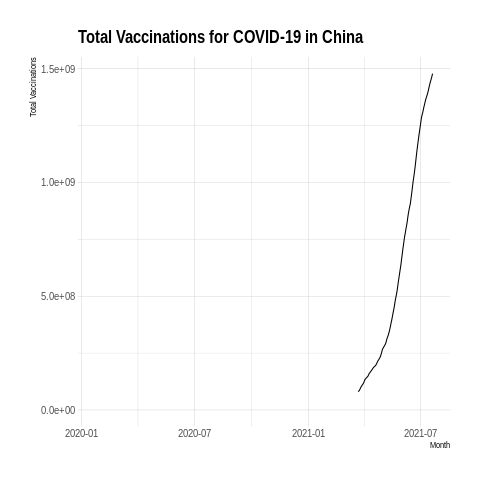 Total Vaccinations for COVID-19 in China
Total Vaccinations
1.5e+09
1.0e+09
5.0e+08
0.0e+00
2020-01 2020-07 2021-01 2021-07
Month